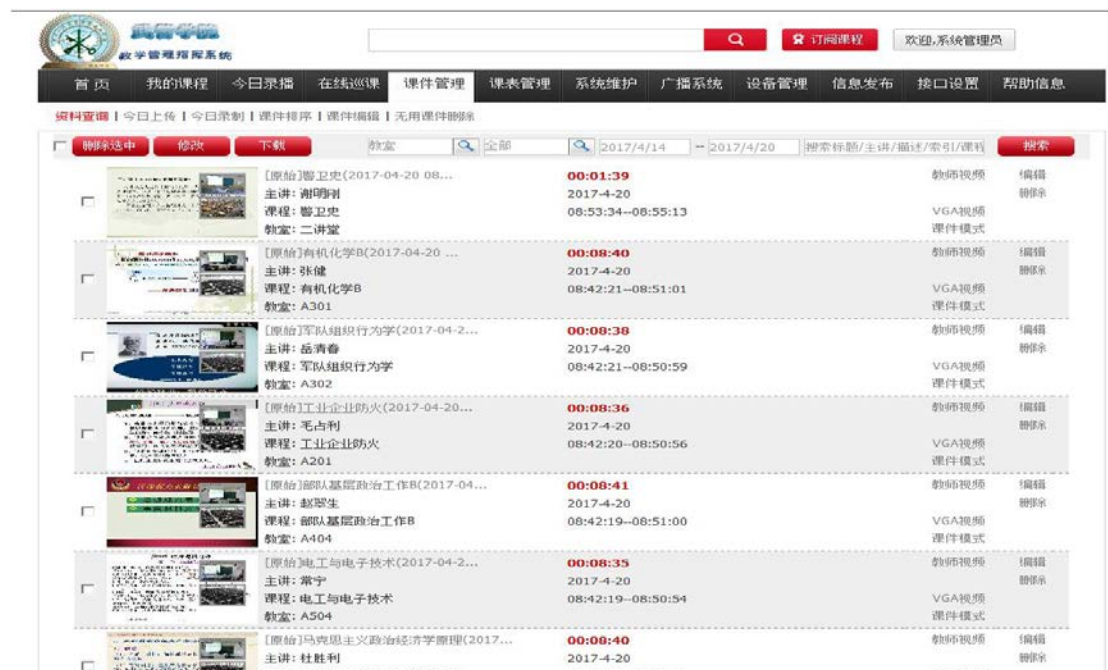 武警学院
教学管理指挥系统
订阅课程
欢迎,系统管理员
首页 我的课程 今日录播 在线巡课 课件管理 课表管理 系统维护 广播系统 设备管理 信息发布 接口设置 帮助信息
资料查询 | 今日上传 | 今日录制 | 课件排序 | 课件编辑 | 无用课件删除
删除选中 修改 下载 教室 全部 2017/4/14 -- 2017/4/20 搜索标题/主讲/描述/索引/课程 搜索
[原始]警卫史(2017-04-20 08... 00:01:39 教师视频 编辑
主讲: 谢明刚 2017-4-20 删除
课程: 警卫史 08:53:34--08:55:13 VGA视频
教室: 二讲堂 课件模式
[原始]有机化学B(2017-04-20 ... 00:08:40 教师视频 编辑
主讲: 张健 2017-4-20 删除
课程: 有机化学B 08:42:21--08:51:01 VGA视频
教室: A301 课件模式
[原始]军队组织行为学(2017-04-2... 00:08:38 教师视频 编辑
主讲: 岳清春 2017-4-20 删除
课程: 军队组织行为学 08:42:21--08:50:59 VGA视频
教室: A302 课件模式
[原始]工业企业防火(2017-04-20... 00:08:36 教师视频 编辑
主讲: 毛占利 2017-4-20 删除
课程: 工业企业防火 08:42:20--08:50:56 VGA视频
教室: A201 课件模式
[原始]部队基层政治工作B(2017-04... 00:08:41 教师视频 编辑
主讲: 赵翠生 2017-4-20 删除
课程: 部队基层政治工作B 08:42:19--08:51:00 VGA视频
教室: A404 课件模式
[原始]电工与电子技术(2017-04-2... 00:08:35 教师视频 编辑
主讲: 常宁 2017-4-20 删除
课程: 电工与电子技术 08:42:19--08:50:54 VGA视频
教室: A504 课件模式
[原始]马克思主义政治经济学原理(2017... 00:08:40 教师视频 编辑
主讲: 杜胜利 2017-4-20 删除